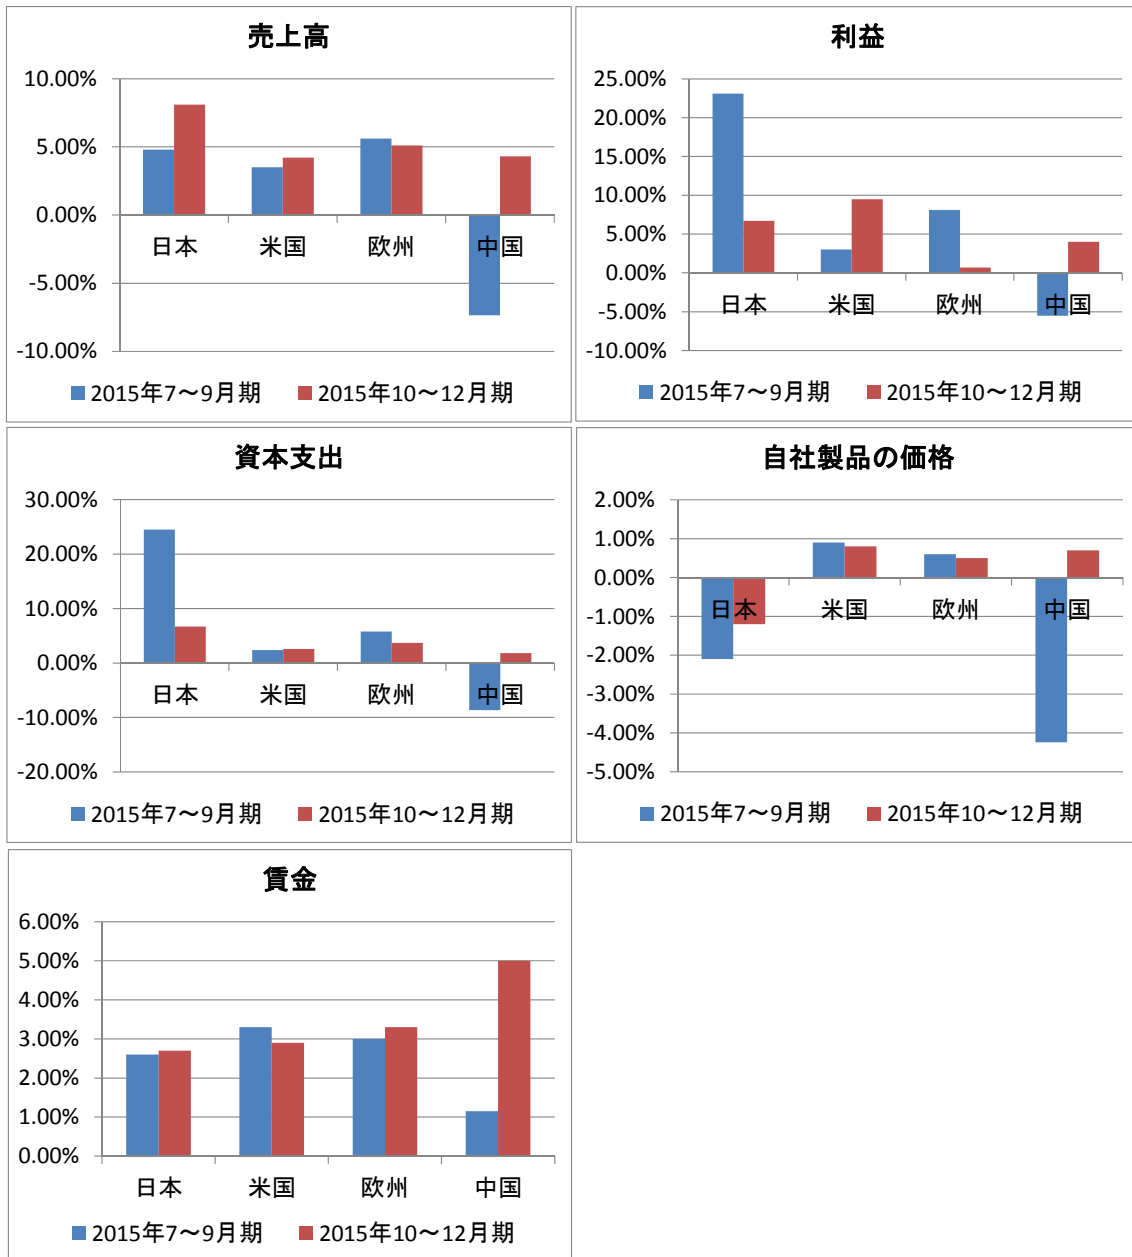 売上高
10.00%
5.00%
0.00%
-5.00%
-10.00%
日本 米国 欧州 中国
2015年7～9月期 2015年10～12月期
利益
25.00%
20.00%
15.00%
10.00%
5.00%
0.00%
-5.00%
-10.00%
日本 米国 欧州 中国
2015年7～9月期 2015年10～12月期
資本支出
30.00%
20.00%
10.00%
0.00%
-10.00%
-20.00%
日本 米国 欧州 中国
2015年7～9月期 2015年10～12月期
自社製品の価格
2.00%
1.00%
0.00%
-1.00%
-2.00%
-3.00%
-4.00%
-5.00%
日本 米国 欧州 中国
2015年7～9月期 2015年10～12月期
賃金
6.00%
5.00%
4.00%
3.00%
2.00%
1.00%
0.00%
日本 米国 欧州 中国
2015年7～9月期 2015年10～12月期